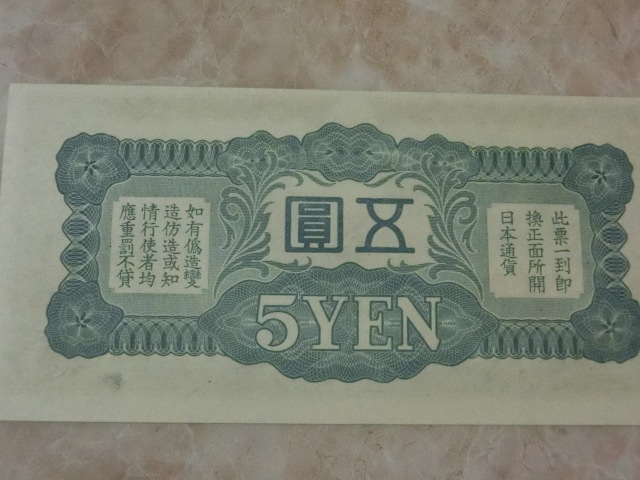 五圓
此票一到卽
換正面所開
日本通貨
如有僞造變
造仿造或知
情行使者均
應重罰不貸
5YEN